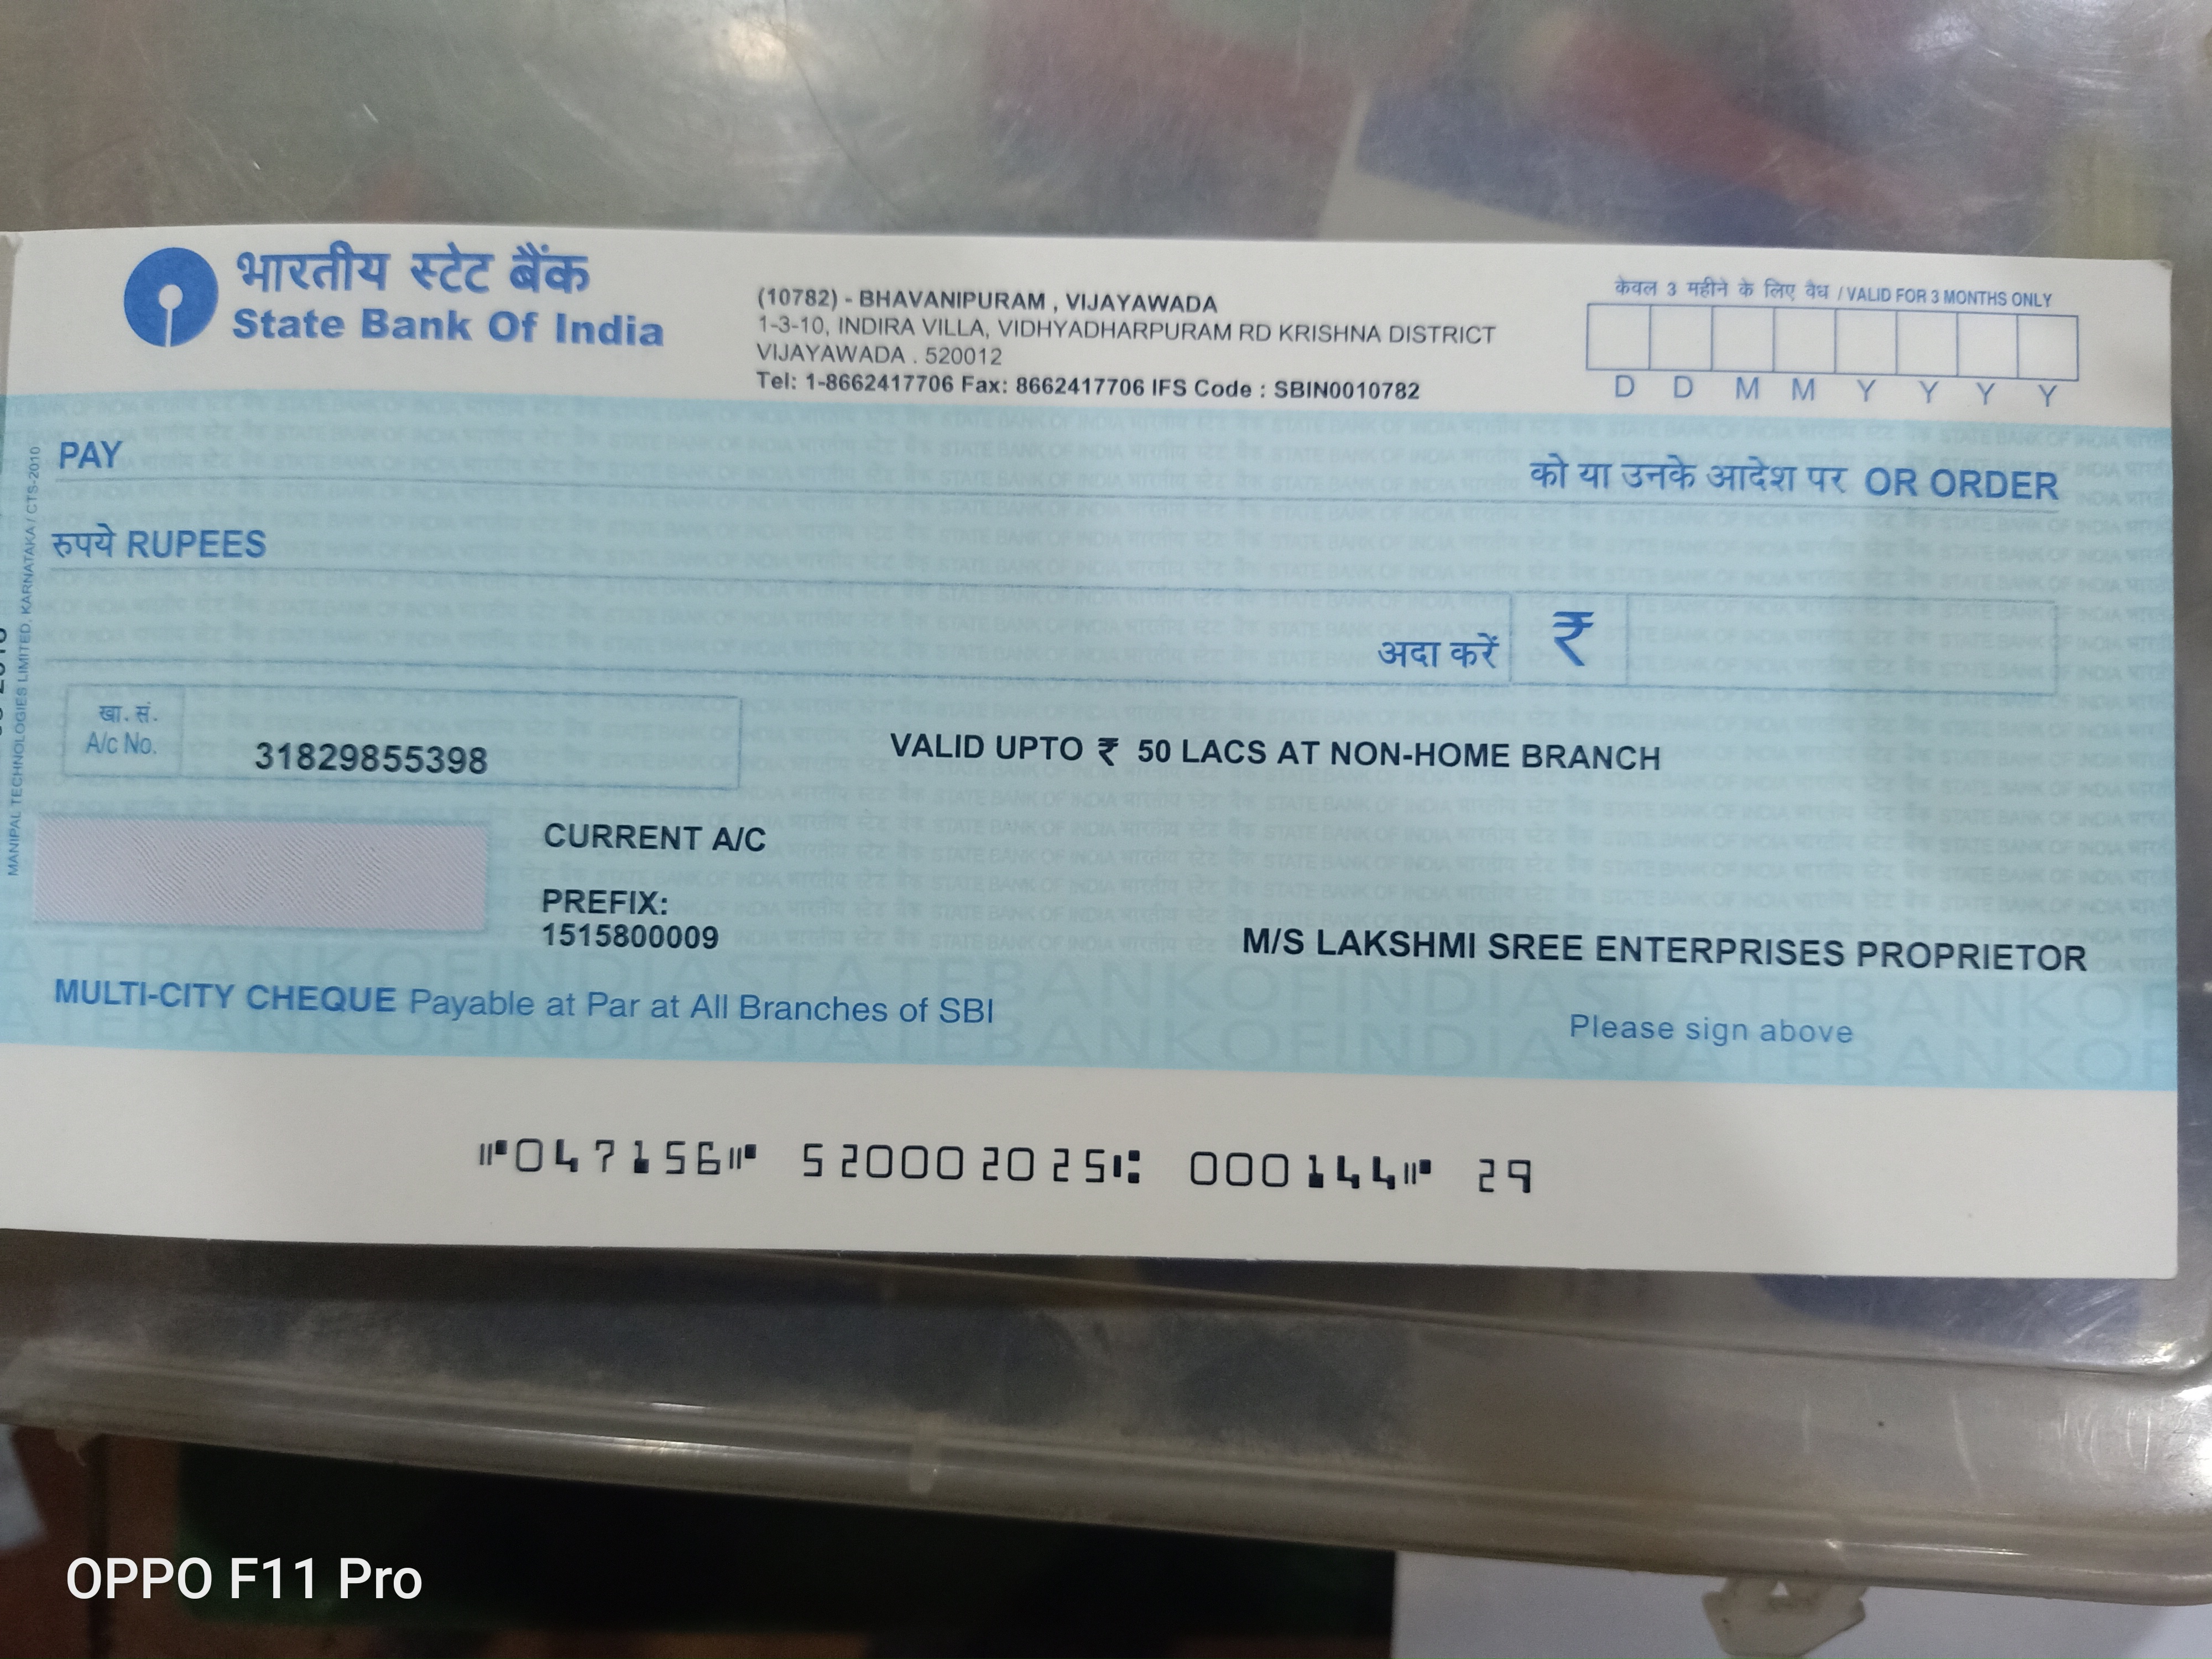 भारतीय स्टेट बैंक
State Bank Of India
(10782) - BHAVANIPURAM , VIJAYAWADA
1-3-10, INDIRA VILLA, VIDHYADHARPURAM RD KRISHNA DISTRICT
VIJAYAWADA . 520012
Tel: 1-8662417706 Fax: 8662417706 IFS Code : SBIN0010782
केवल 3 महीने के लिए वैध / VALID FOR 3 MONTHS ONLY
D D M M Y Y Y Y
PAY
को या उनके आदेश पर OR ORDER
रुपये RUPEES
अदा करें ₹
खा. सं.
A/c No.
31829855398
VALID UPTO ₹ 50 LACS AT NON-HOME BRANCH
CURRENT A/C
PREFIX:
1515800009
M/S LAKSHMI SREE ENTERPRISES PROPRIETOR
MULTI-CITY CHEQUE Payable at Par at All Branches of SBI
Please sign above
⑈047156⑈ 520002025⑆ 000144⑈ 29
MANIPAL TECHNOLOGIES LIMITED, KARNATAKA / CTS-2010
OPPO F11 Pro